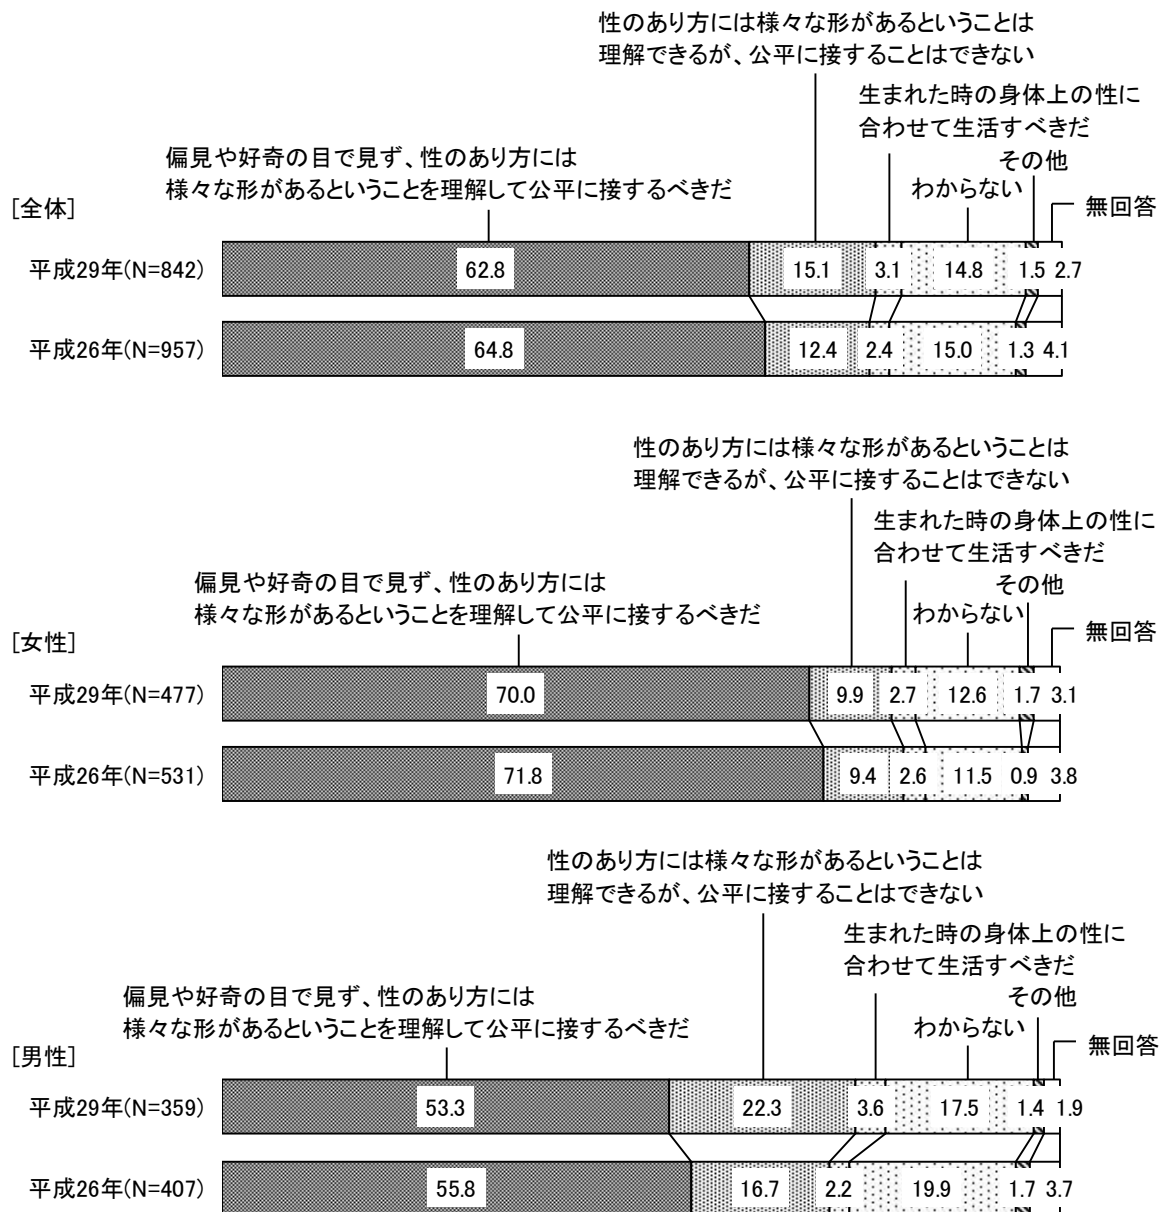 性のあり方には様々な形があるということは
理解できるが、公平に接することはできない
生まれた時の身体上の性に
合わせて生活すべきだ
偏見や好奇の目で見ず、性のあり方には
様々な形があるということを理解して公平に接するべきだ
わからない
その他
無回答
[全体]
平成29年(N=842) 62.8 15.1 3.1 14.8 1.5 2.7
平成26年(N=957) 64.8 12.4 2.4 15.0 1.3 4.1
性のあり方には様々な形があるということは
理解できるが、公平に接することはできない
生まれた時の身体上の性に
合わせて生活すべきだ
偏見や好奇の目で見ず、性のあり方には
様々な形があるということを理解して公平に接するべきだ
わからない
その他
無回答
[女性]
平成29年(N=477) 70.0 9.9 2.7 12.6 1.7 3.1
平成26年(N=531) 71.8 9.4 2.6 11.5 0.9 3.8
性のあり方には様々な形があるということは
理解できるが、公平に接することはできない
生まれた時の身体上の性に
合わせて生活すべきだ
偏見や好奇の目で見ず、性のあり方には
様々な形があるということを理解して公平に接するべきだ
わからない
その他
無回答
[男性]
平成29年(N=359) 53.3 22.3 3.6 17.5 1.4 1.9
平成26年(N=407) 55.8 16.7 2.2 19.9 1.7 3.7